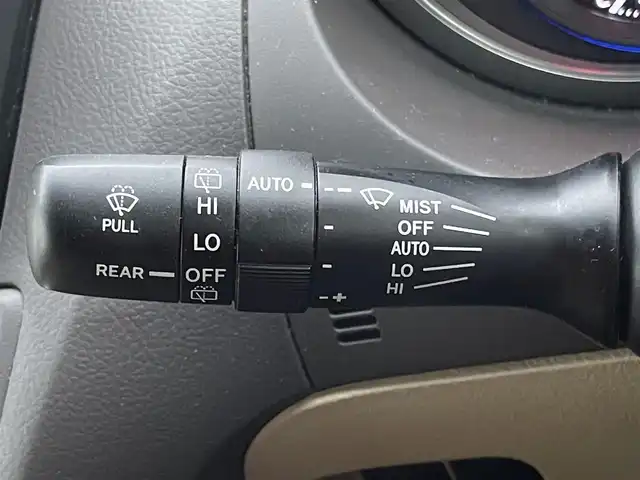 PULL
REAR
HI
LO
OFF
AUTO
- +
MIST
OFF
AUTO
LO
HI